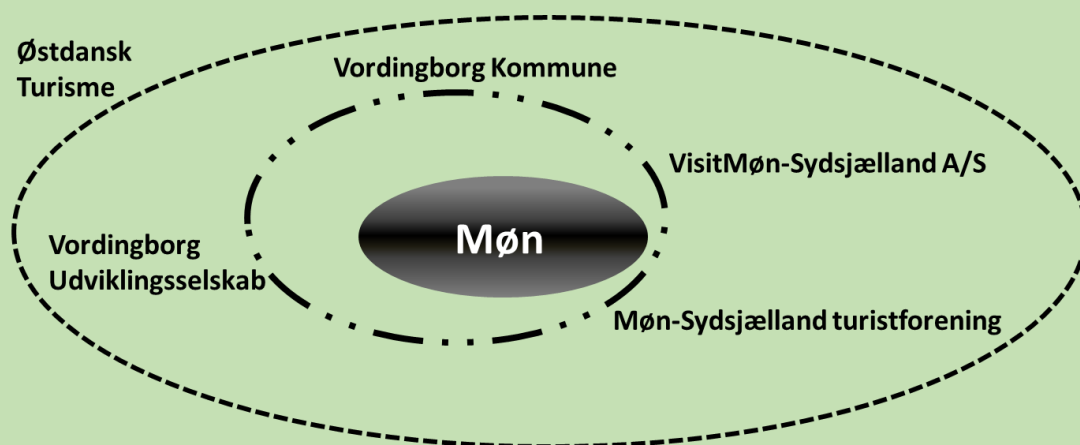 Østdansk
Turisme
Vordingborg Kommune
VisitMøn-Sydsjælland A/S
Møn
Vordingborg
Udviklingsselskab
Møn-Sydsjælland turistforening